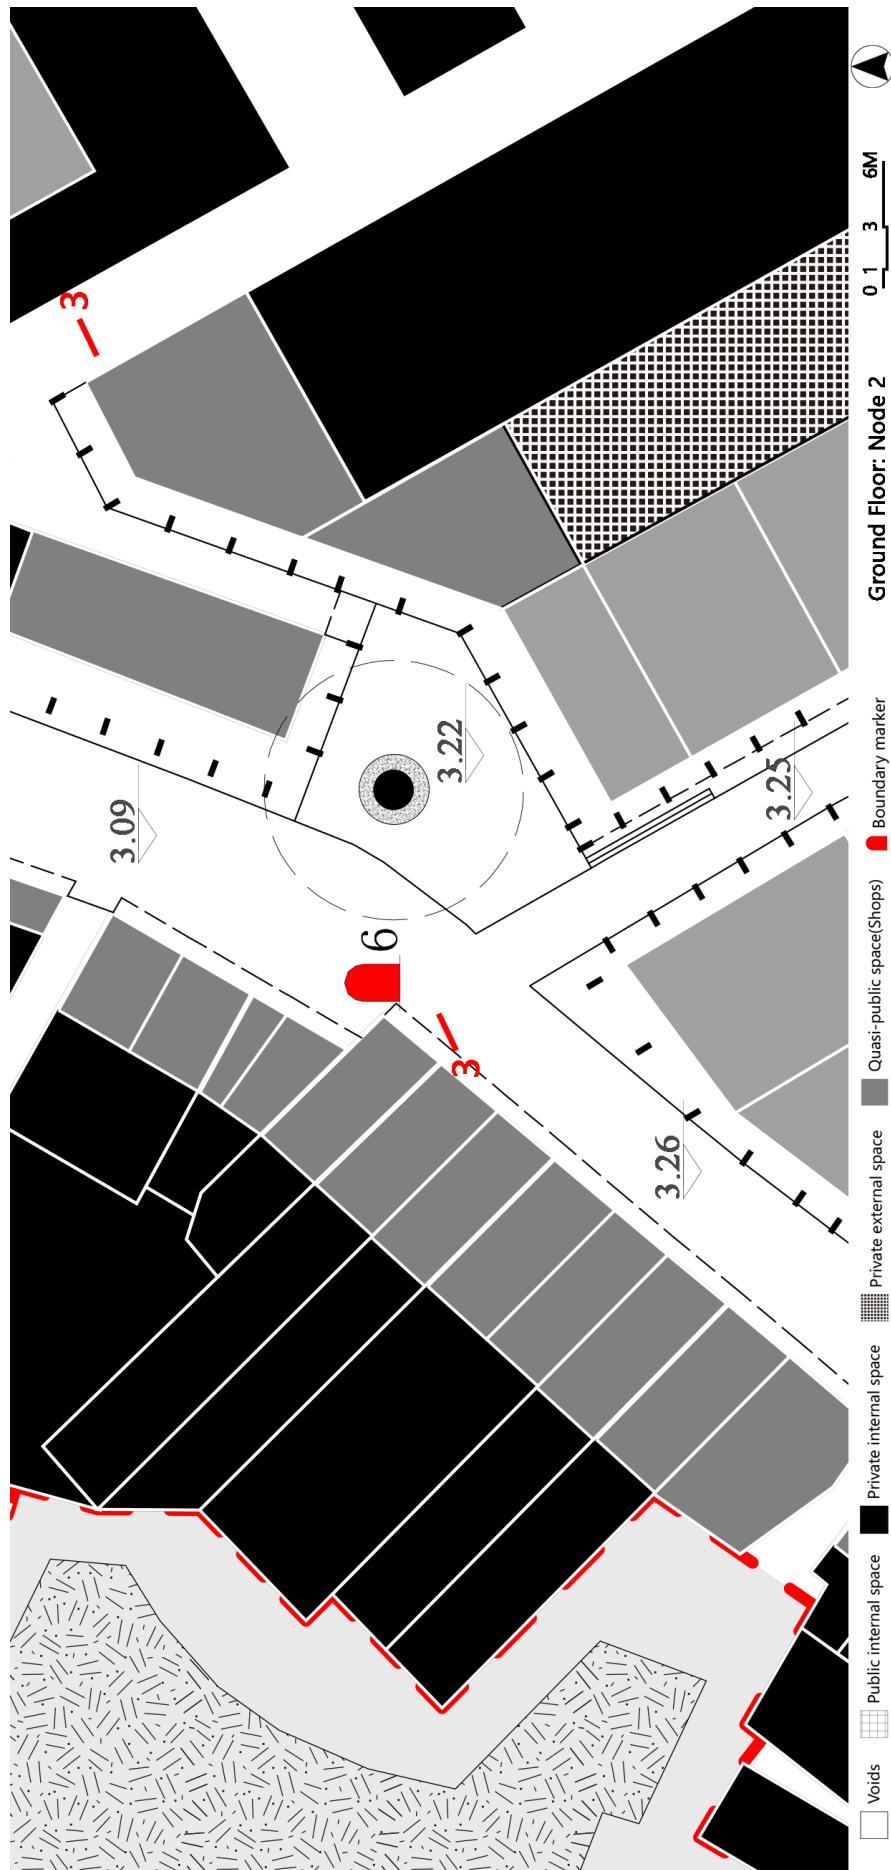 3
3.09
3.22
3.25
6
3
3.26
Ground Floor: Node 2
0 1 3 6M
Voids
Public internal space
Private internal space
Private external space
Quasi-public space(Shops)
Boundary marker